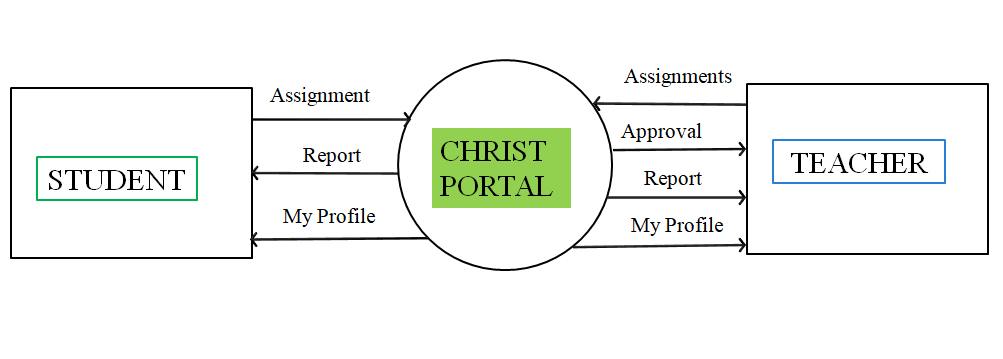 Assignment
Report
My Profile
STUDENT
CHRIST
PORTAL
Assignments
Approval
Report
My Profile
TEACHER